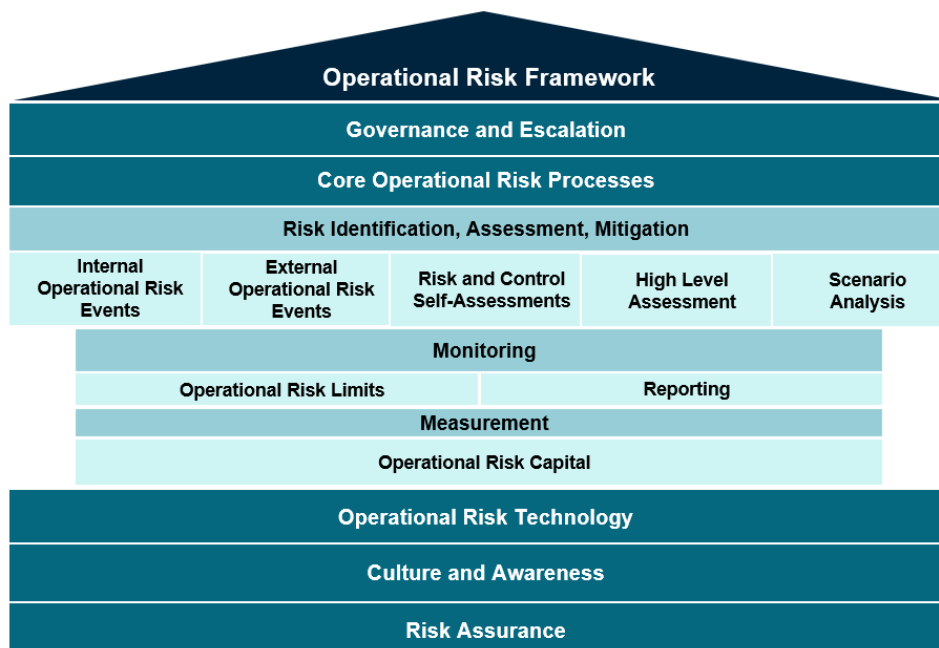 Operational Risk Framework
Governance and Escalation
Core Operational Risk Processes
Risk Identification, Assessment, Mitigation
Internal
Operational Risk
Events
External
Operational Risk
Events
Risk and Control
Self-Assessments
High Level
Assessment
Scenario
Analysis
Monitoring
Operational Risk Limits
Reporting
Measurement
Operational Risk Capital
Operational Risk Technology
Culture and Awareness
Risk Assurance